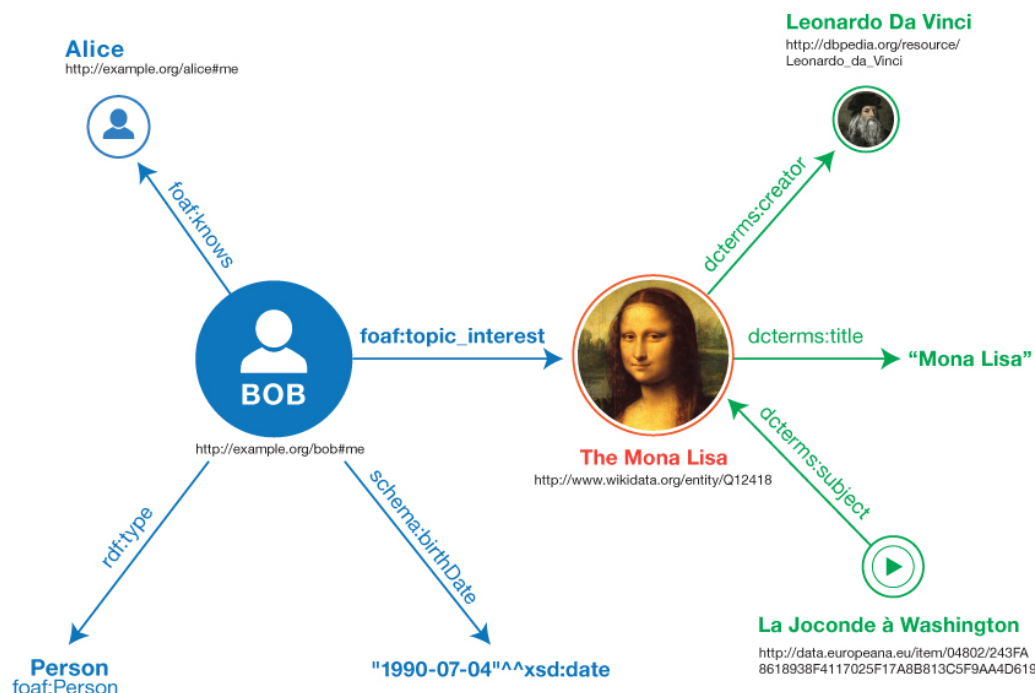 Leonardo Da Vinci
http://dbpedia.org/resource/
Leonardo_da_Vinci
Alice
http://example.org/alice#me
foaf:knows
dcterms:creator
BOB
foaf:topic_interest
dcterms:title
“Mona Lisa”
http://example.org/bob#me
The Mona Lisa
http://www.wikidata.org/entity/Q12418
rdf:type
schema:birthDate
dcterms:subject
Person
foaf:Person
"1990-07-04"^^xsd:date
La Joconde à Washington
http://data.europeana.eu/item/04802/243FA
8618938F4117025F17A8B813C5F9AA4D619